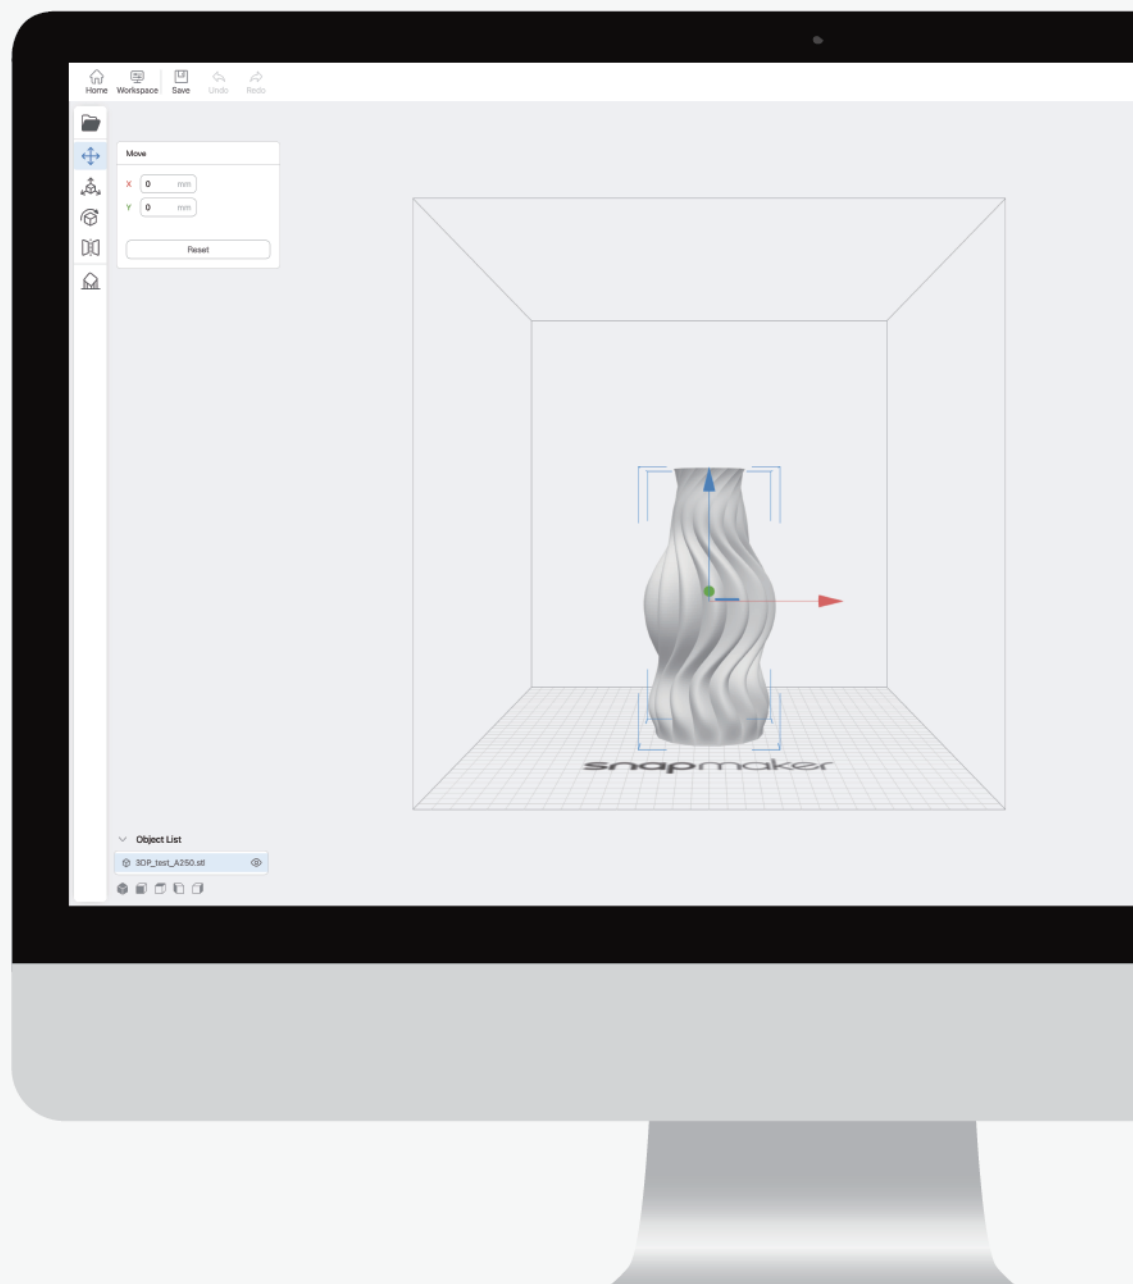 Home Workspace Save Undo Redo
Move
X 0 mm
Y 0 mm
Reset
snapmaker
Object List
3DP_test_A250.stl